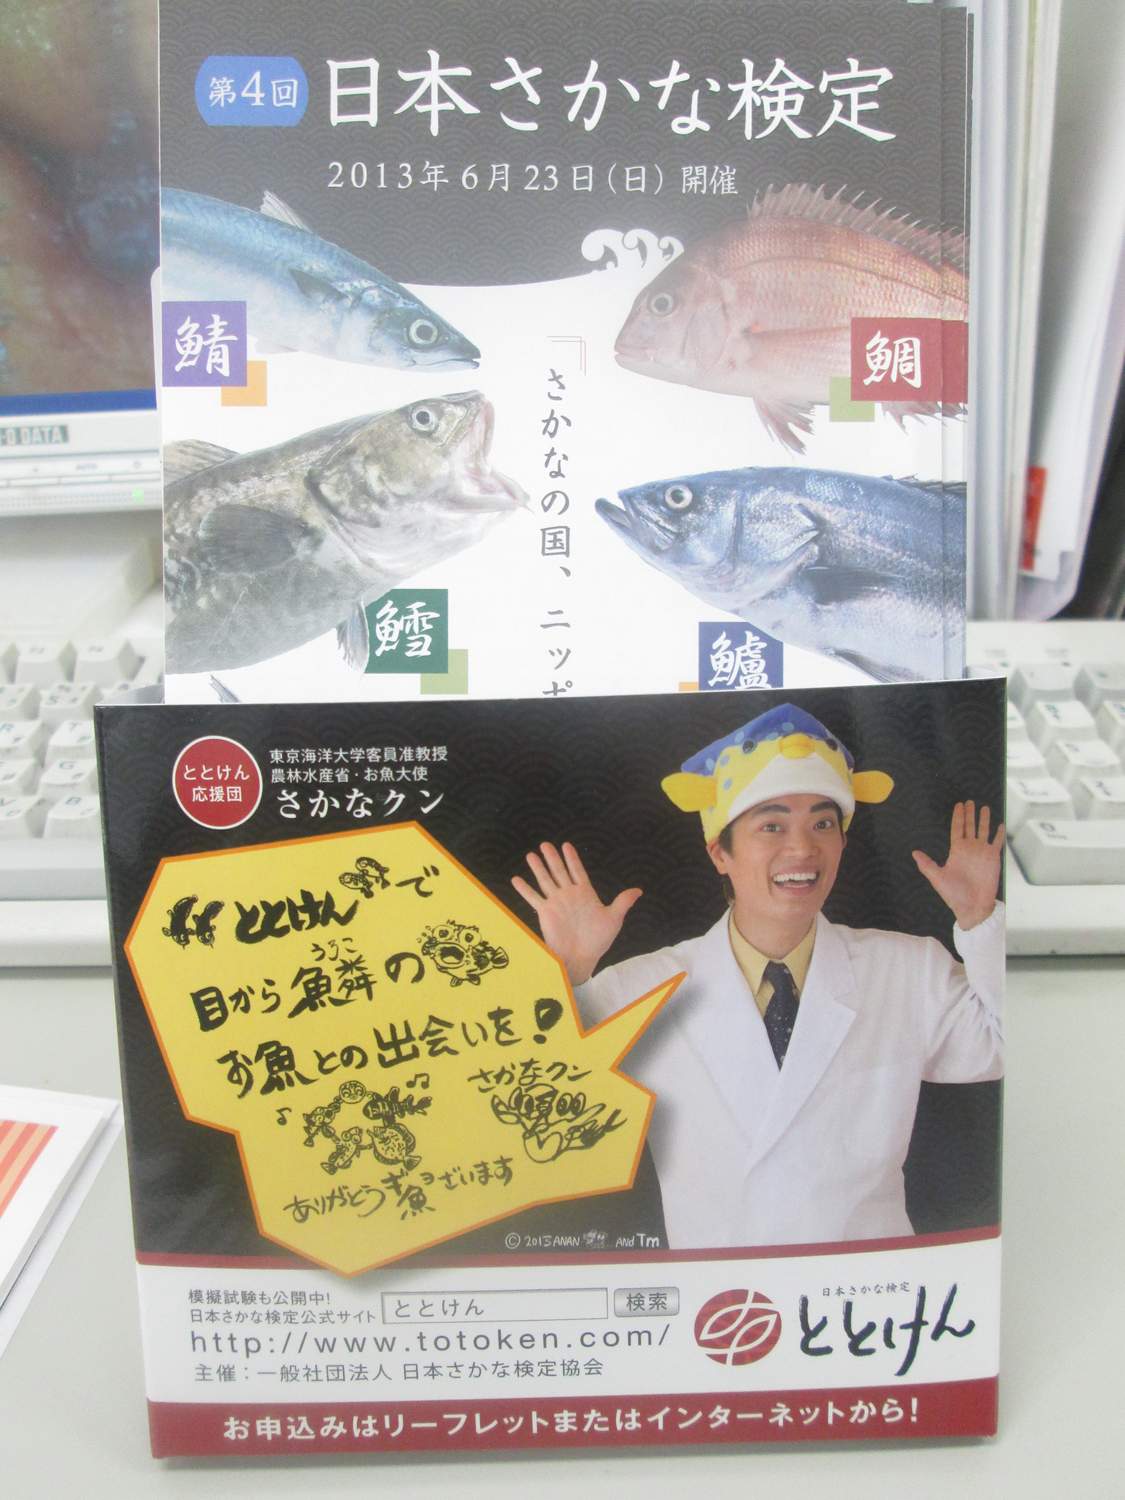 第4回
日本さかな検定
2013年6月23日(日)開催
鯖
鯛
『さかなの国、ニッポ
鱈
鱸
ととけん
応援団
東京海洋大学客員准教授
農林水産省・お魚大使
さかなクン
ととけんで
うろこ
目から鱗の
お魚との出会いを!
さかなクン
ありがとうギ魚ョざいます
© 2013 ANAN AND Tm
模擬試験も公開中!
日本さかな検定公式サイト
ととけん
検索
http://www.totoken.com/
主催:一般社団法人 日本さかな検定協会
日本さかな検定
ととけん
お申込みはリーフレットまたはインターネットから!